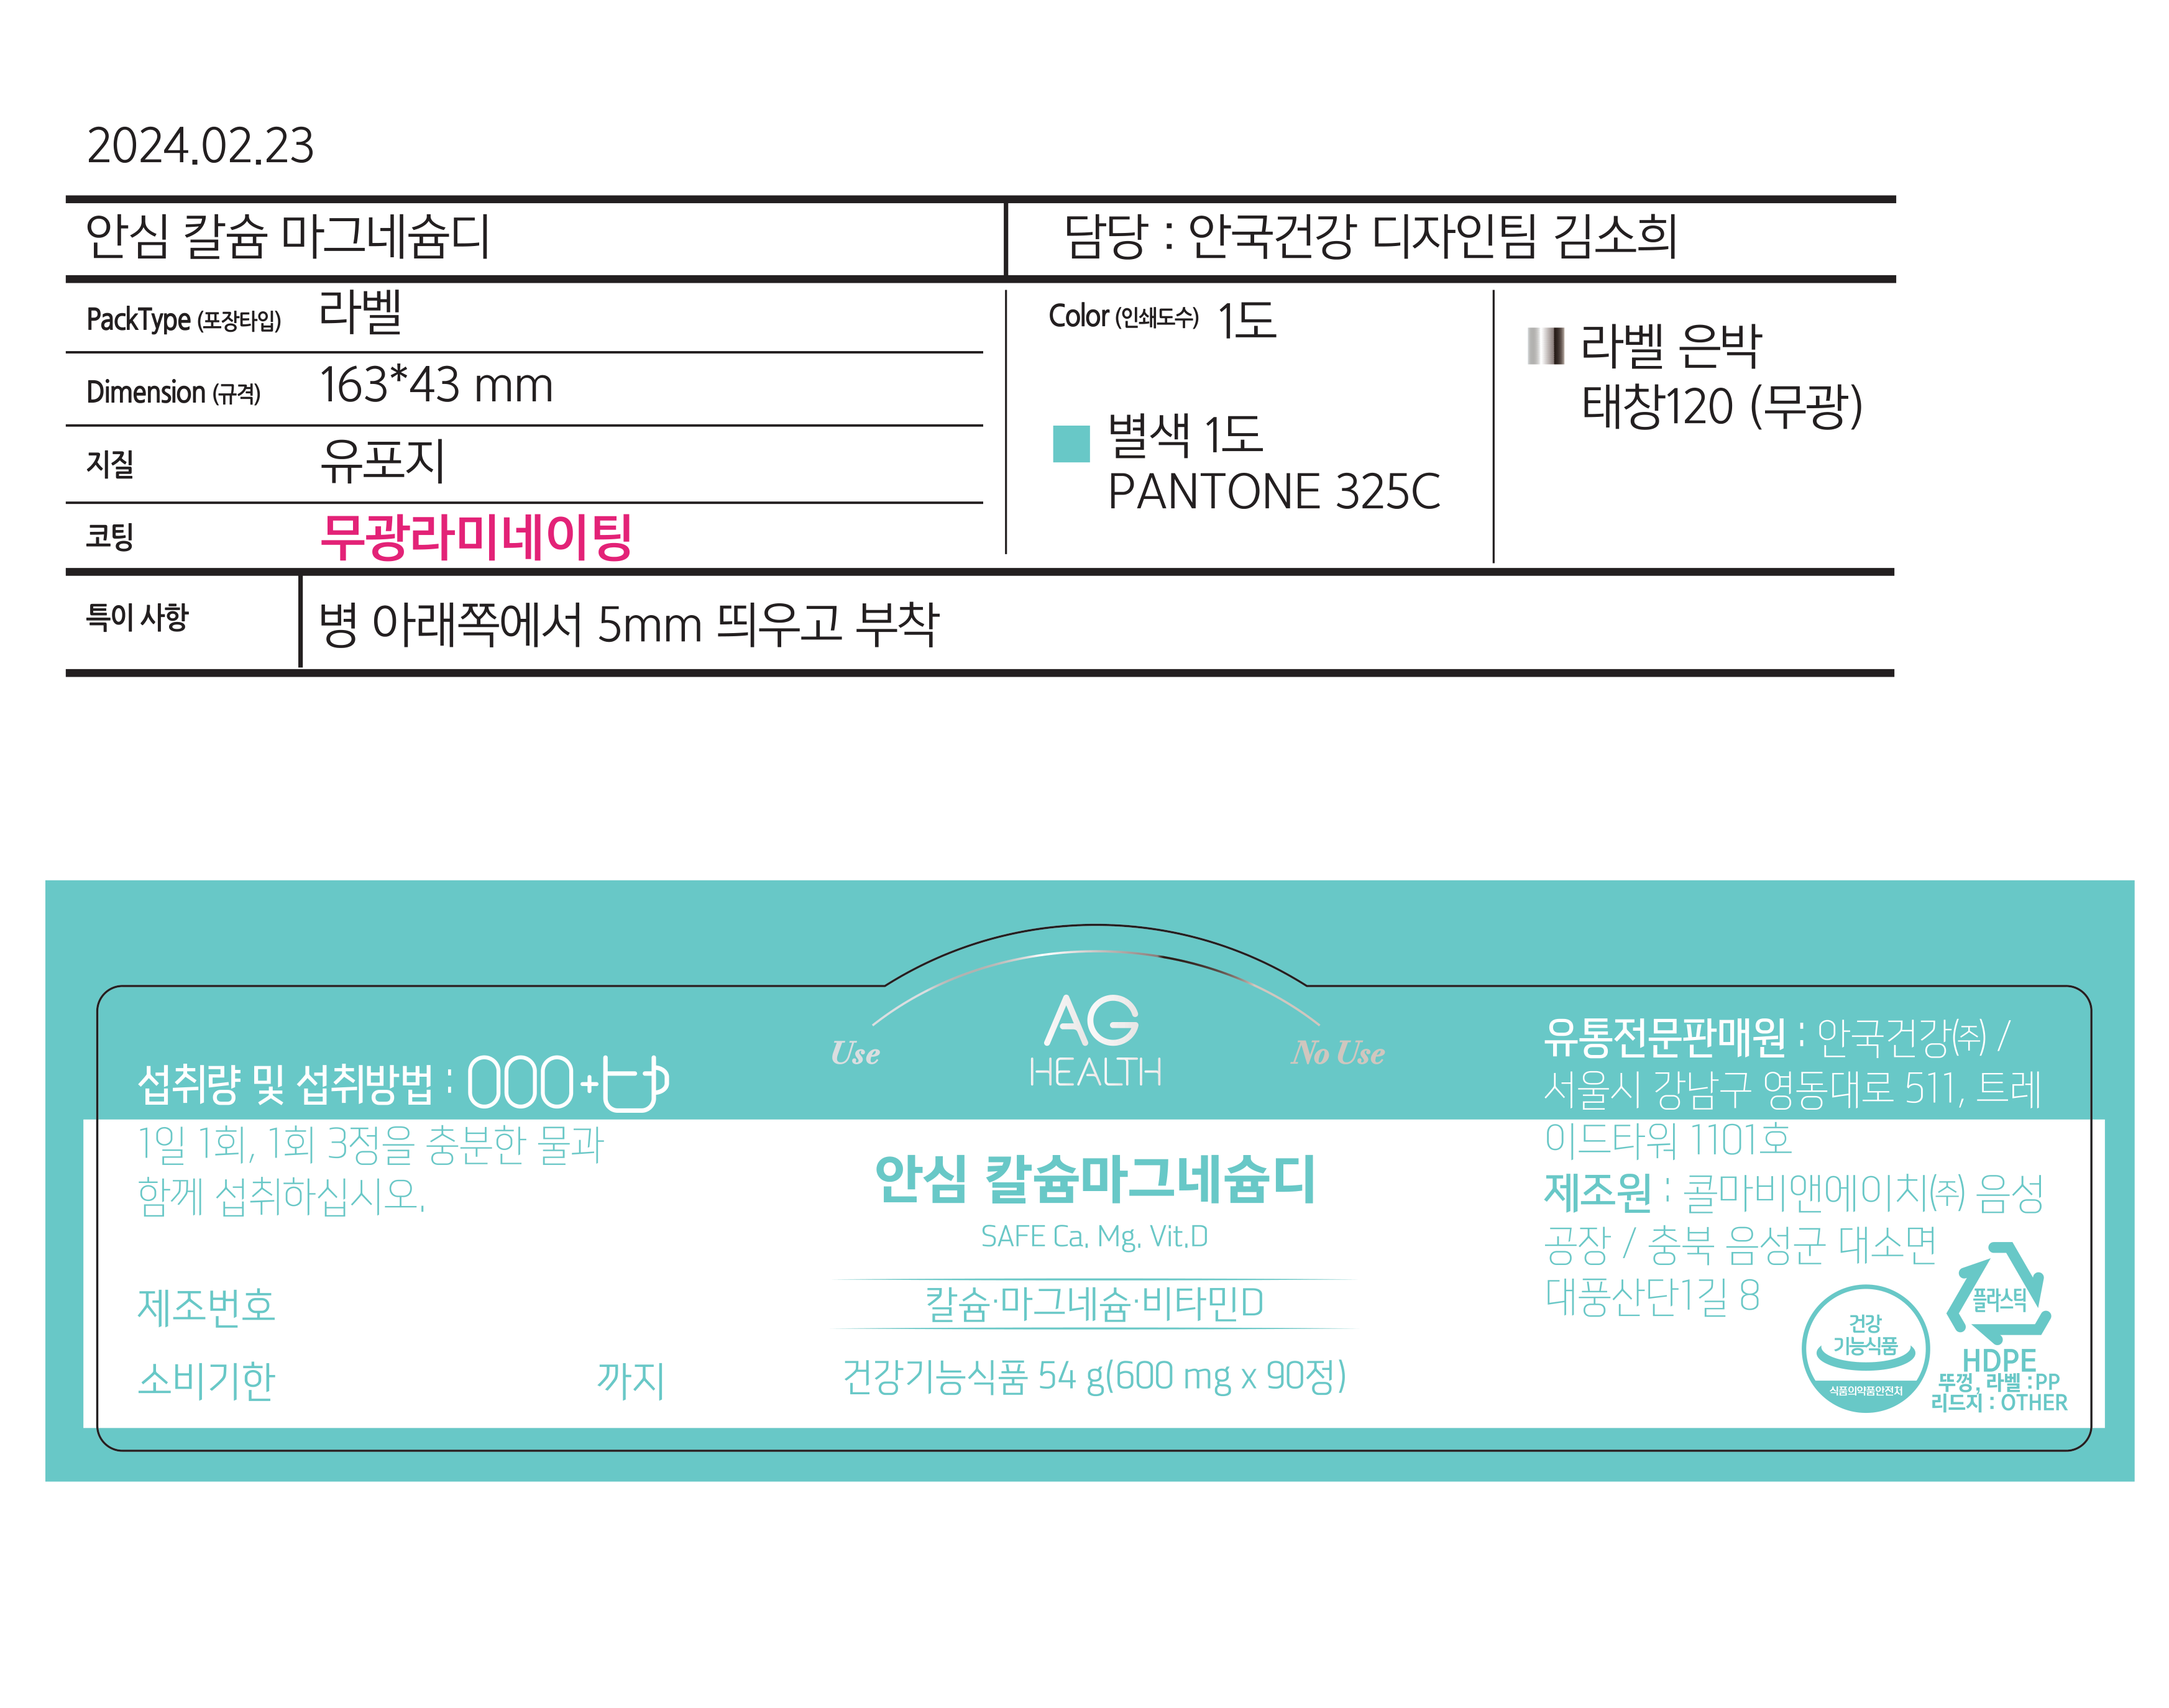 2024.02.23
안심 칼슘 마그네슘디
담당 : 안국건강 디자인팀 김소희
PackType (포장타입) 라벨
Dimension (규격) 163*43 mm
지질 유포지
코팅 무광라미네이팅
Color (인쇄도수) 1도
별색 1도
PANTONE 325C
라벨 은박
태창120 (무광)
특이 사항 병 아래쪽에서 5mm 띄우고 부착
섭취량 및 섭취방법 :
1일 1회, 1회 3정을 충분한 물과
함께 섭취하십시오.
제조번호
소비기한 까지
Use
AG
HEALTH
No Use
안심 칼슘마그네슘디
SAFE Ca, Mg, Vit.D
칼슘·마그네슘·비타민D
건강기능식품 54 g(600 mg x 90정)
유통전문판매원 : 안국건강(주) /
서울시 강남구 영동대로 511, 트레
이드타워 1101호
제조원 : 콜마비앤에이치(주) 음성
공장 / 충북 음성군 대소면
대풍산단1길 8
건강
기능식품
식품의약품안전처
플라스틱
HDPE
뚜껑, 라벨 :PP
리드지 : OTHER